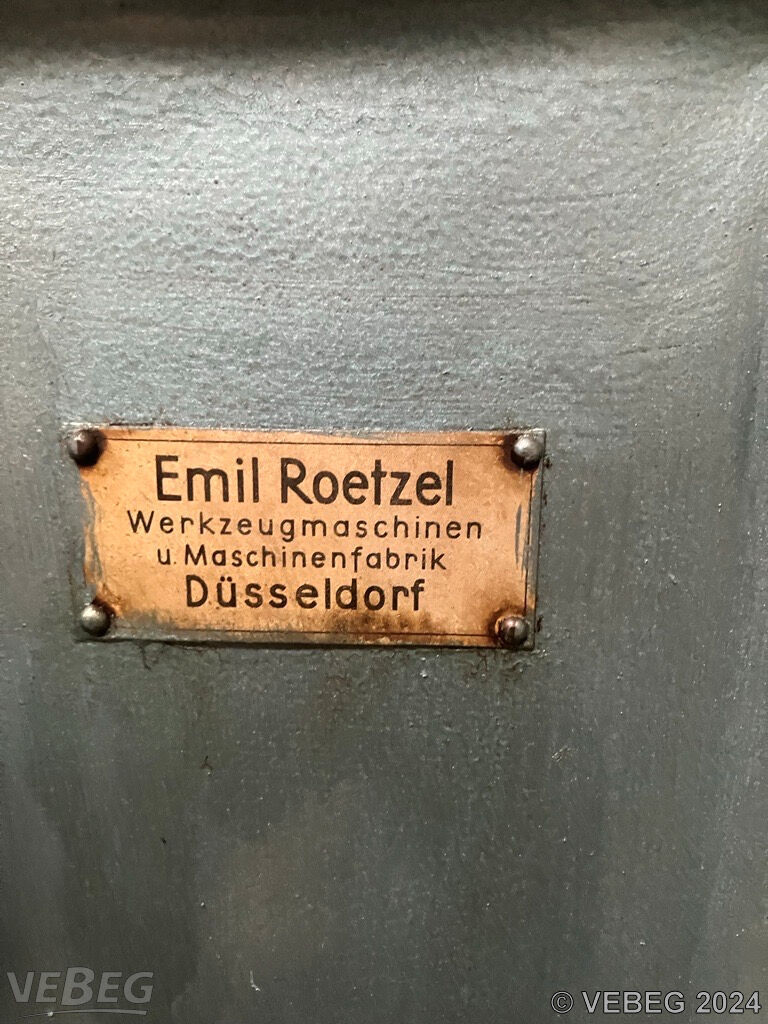 Emil Roetzel
Werkzeugmaschinen
u. Maschinenfabrik
Düsseldorf
VEBEG
© VEBEG 2024